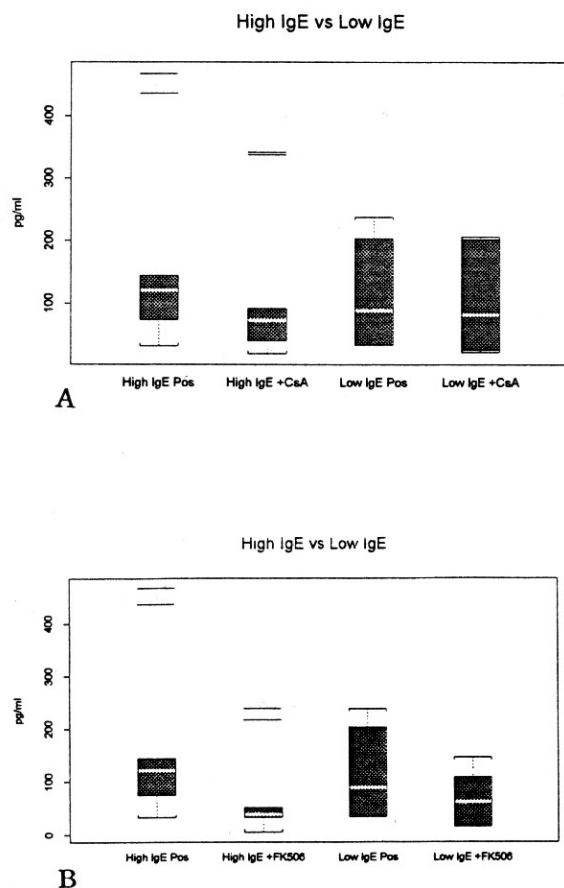 High IgE vs Low IgE
400
300
200
100
pg/ml
High IgE Pos High IgE +CsA Low IgE Pos Low IgE +CsA
A
High IgE vs Low IgE
400
300
200
100
0
pg/ml
High IgE Pos High IgE +FK506 Low IgE Pos Low IgE +FK506
B